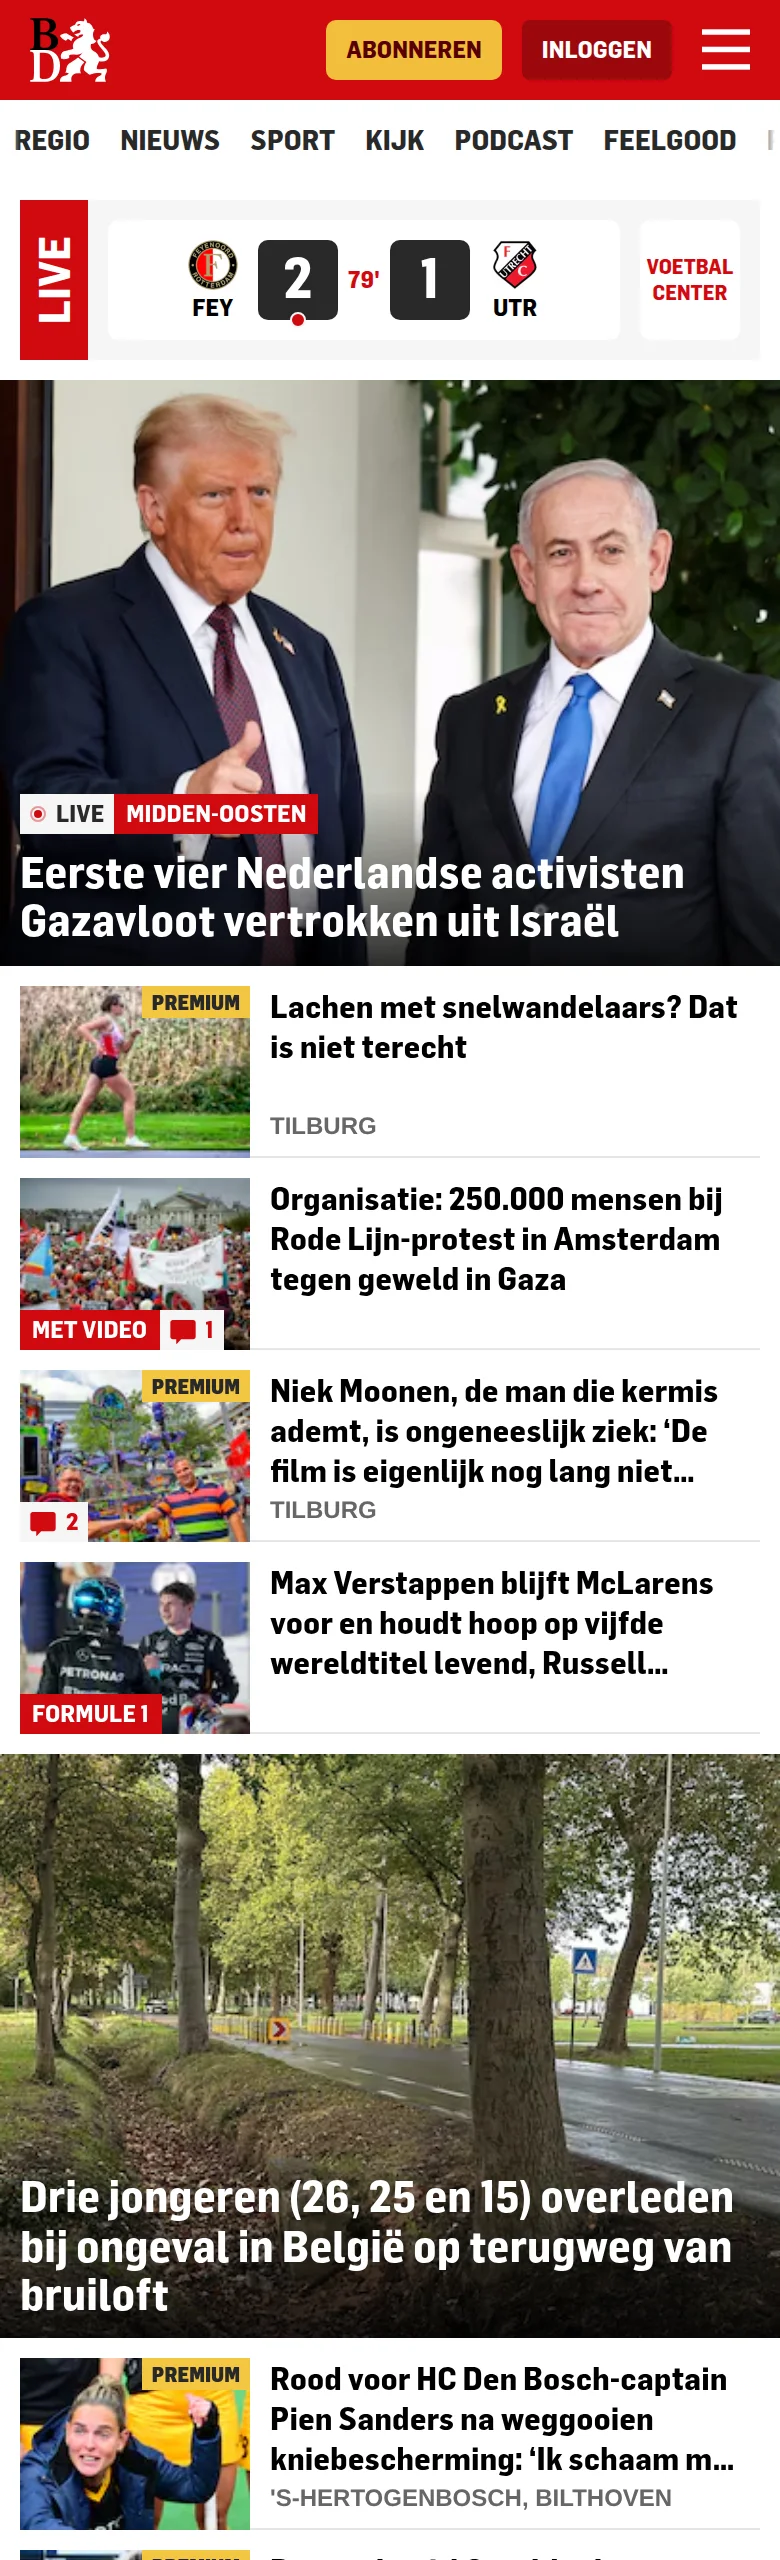 B
D
ABONNEREN
INLOGGEN
REGIO NIEUWS SPORT KIJK PODCAST FEELGOOD
LIVE
FEY
2
79'
1
UTR
VOETBAL
CENTER
LIVE
MIDDEN-OOSTEN
Eerste vier Nederlandse activisten
Gazavloot vertrokken uit Israël
PREMIUM
Lachen met snelwandelaars? Dat
is niet terecht
TILBURG
MET VIDEO
1
Organisatie: 250.000 mensen bij
Rode Lijn-protest in Amsterdam
tegen geweld in Gaza
PREMIUM
2
Niek Moonen, de man die kermis
ademt, is ongeneeslijk ziek: ‘De
film is eigenlijk nog lang niet...
TILBURG
PETRONAS
FORMULE 1
Max Verstappen blijft McLarens
voor en houdt hoop op vijfde
wereldtitel levend, Russell...
Drie jongeren (26, 25 en 15) overleden
bij ongeval in België op terugweg van
bruiloft
PREMIUM
Rood voor HC Den Bosch-captain
Pien Sanders na weggooien
kniebescherming: ‘Ik schaam m...
'S-HERTOGENBOSCH, BILTHOVEN
PREMIUM